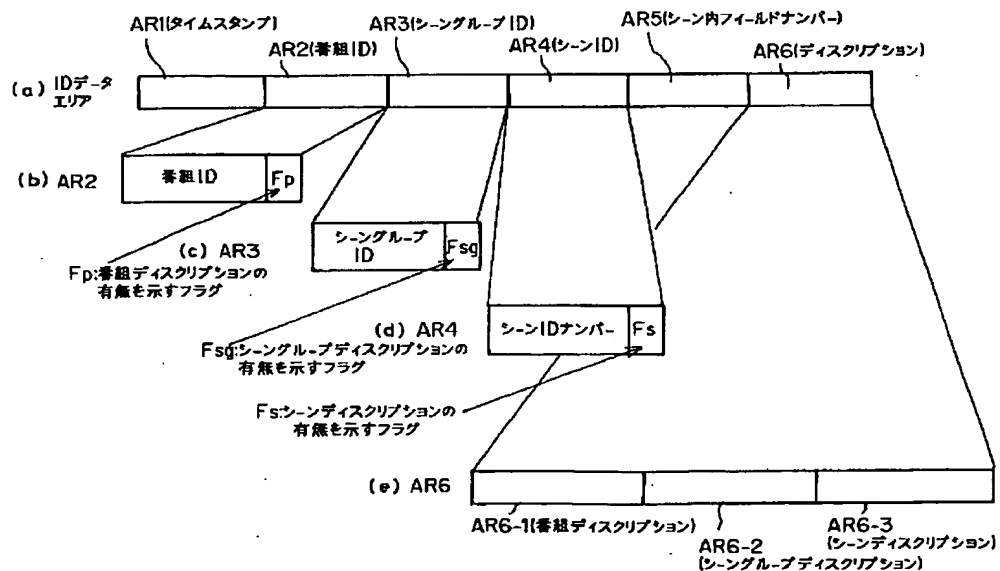 AR1(タイムスタンプ)
AR2(番組ID)
AR3(シーングループID)
AR4(シーンID)
AR5(シーン内フィールドナンバー)
AR6(ディスクリプション)
(a) IDデータ
エリア
(b) AR2
番組ID
Fp
Fp:番組ディスクリプションの
有無を示すフラグ
(c) AR3
シーングループ
ID
Fsg
Fsg:シーングループディスクリプションの
有無を示すフラグ
(d) AR4
シーンIDナンバー
Fs
Fs:シーンディスクリプションの
有無を示すフラグ
(e) AR6
AR6-1(番組ディスクリプション)
AR6-2
(シーングループディスクリプション)
AR6-3
(シーンディスクリプション)